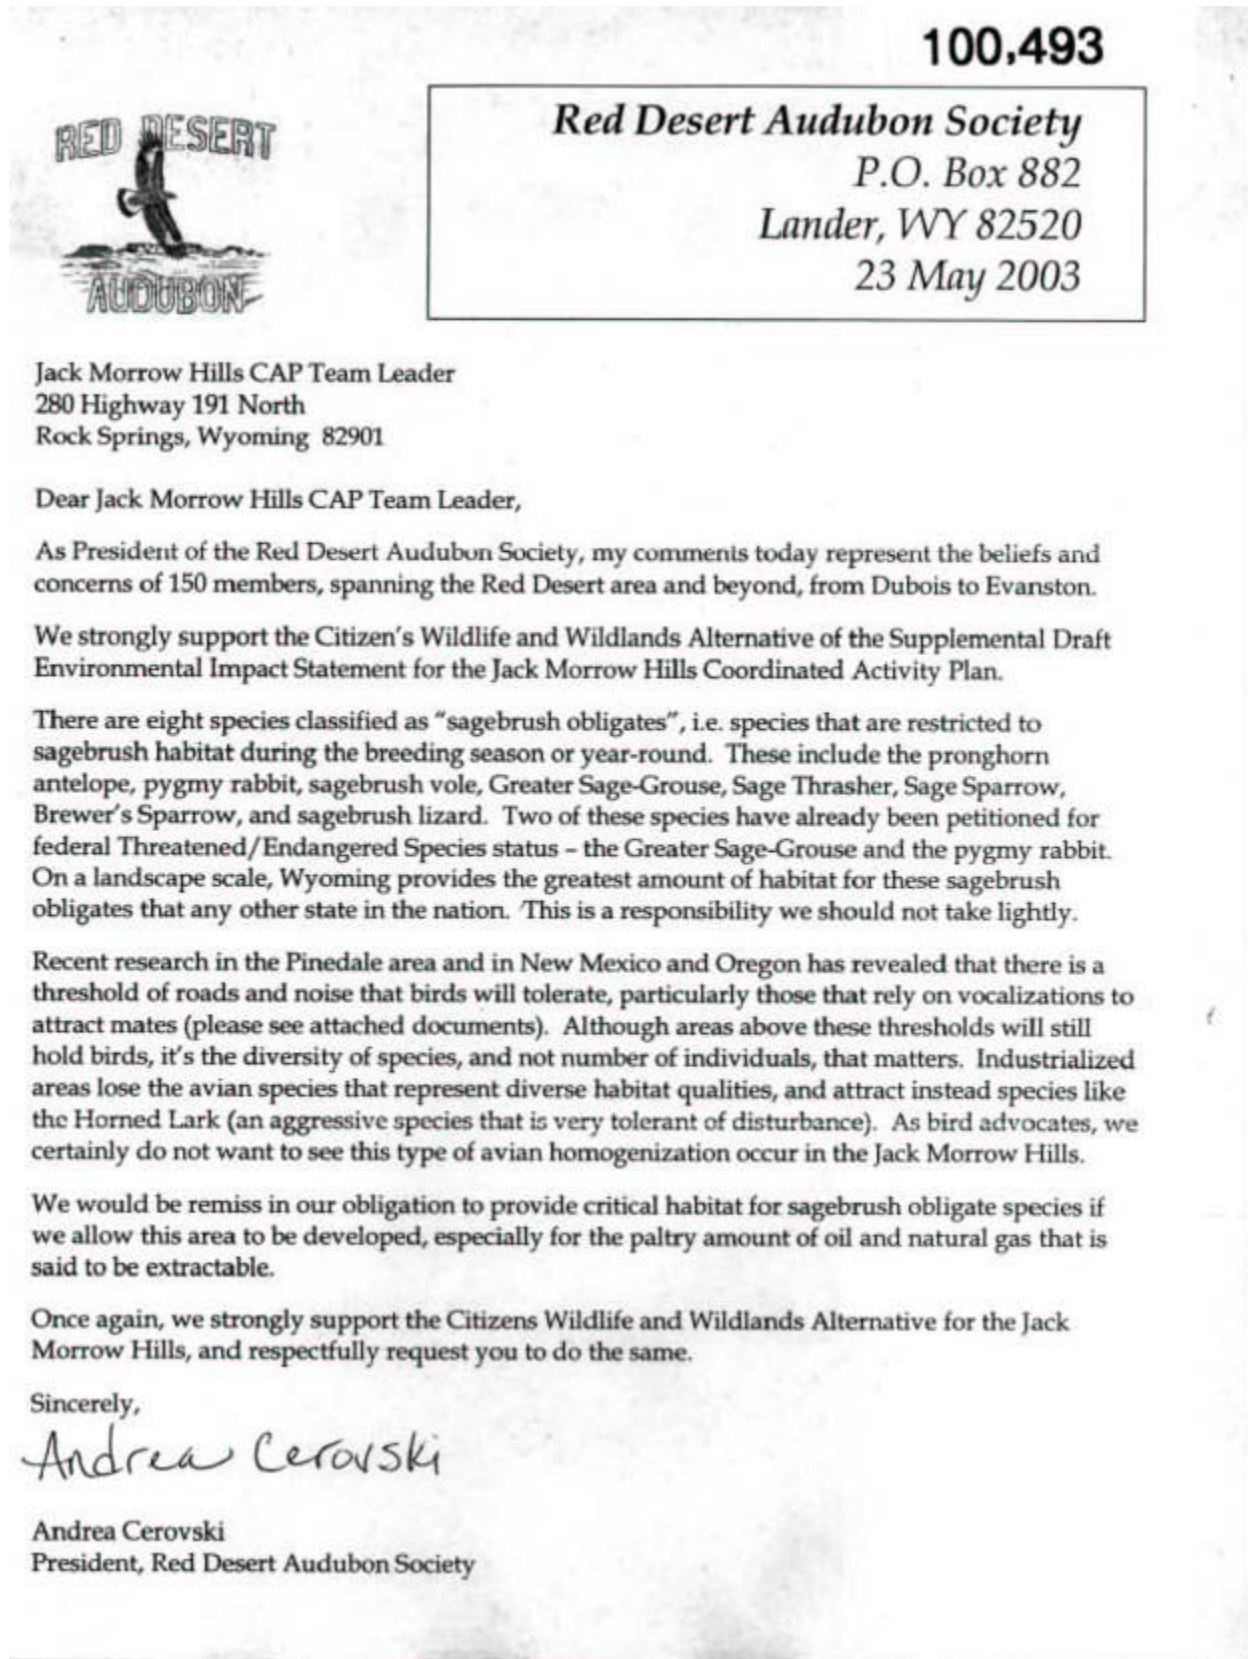 100,493
RED DESERT
AUDUBON
Red Desert Audubon Society
P.O. Box 882
Lander, WY 82520
23 May 2003
Jack Morrow Hills CAP Team Leader
280 Highway 191 North
Rock Springs, Wyoming 82901
Dear Jack Morrow Hills CAP Team Leader,
As President of the Red Desert Audubon Society, my comments today represent the beliefs and
concerns of 150 members, spanning the Red Desert area and beyond, from Dubois to Evanston.
We strongly support the Citizen's Wildlife and Wildlands Alternative of the Supplemental Draft
Environmental Impact Statement for the Jack Morrow Hills Coordinated Activity Plan.
There are eight species classified as "sagebrush obligates", i.e. species that are restricted to
sagebrush habitat during the breeding season or year-round. These include the pronghorn
antelope, pygmy rabbit, sagebrush vole, Greater Sage-Grouse, Sage Thrasher, Sage Sparrow,
Brewer's Sparrow, and sagebrush lizard. Two of these species have already been petitioned for
federal Threatened/Endangered Species status – the Greater Sage-Grouse and the pygmy rabbit.
On a landscape scale, Wyoming provides the greatest amount of habitat for these sagebrush
obligates that any other state in the nation. This is a responsibility we should not take lightly.
Recent research in the Pinedale area and in New Mexico and Oregon has revealed that there is a
threshold of roads and noise that birds will tolerate, particularly those that rely on vocalizations to
attract mates (please see attached documents). Although areas above these thresholds will still
hold birds, it's the diversity of species, and not number of individuals, that matters. Industrialized
areas lose the avian species that represent diverse habitat qualities, and attract instead species like
the Horned Lark (an aggressive species that is very tolerant of disturbance). As bird advocates, we
certainly do not want to see this type of avian homogenization occur in the Jack Morrow Hills.
We would be remiss in our obligation to provide critical habitat for sagebrush obligate species if
we allow this area to be developed, especially for the paltry amount of oil and natural gas that is
said to be extractable.
Once again, we strongly support the Citizens Wildlife and Wildlands Alternative for the Jack
Morrow Hills, and respectfully request you to do the same.
Sincerely,
Andrea Cerovski
Andrea Cerovski
President, Red Desert Audubon Society